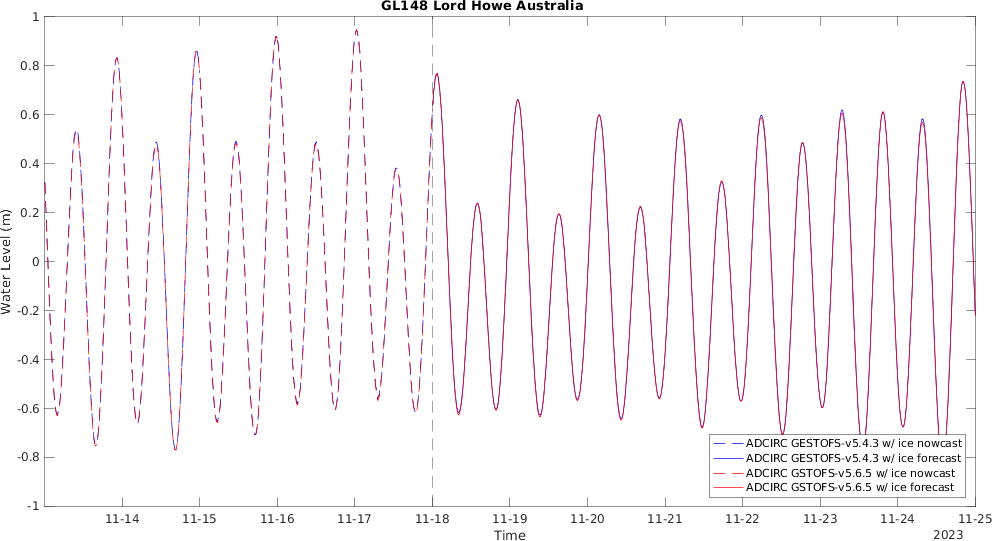 GL148 Lord Howe Australia
1
0.8
0.6
0.4
0.2
0
-0.2
-0.4
-0.6
-0.8
-1
Water Level (m)
ADCIRC GESTOFS-v5.4.3 w/ ice nowcast
ADCIRC GESTOFS-v5.4.3 w/ ice forecast
ADCIRC GSTOFS-v5.6.5 w/ ice nowcast
ADCIRC GSTOFS-v5.6.5 w/ ice forecast
11-14 11-15 11-16 11-17 11-18 11-19 11-20 11-21 11-22 11-23 11-24 11-25
Time
2023